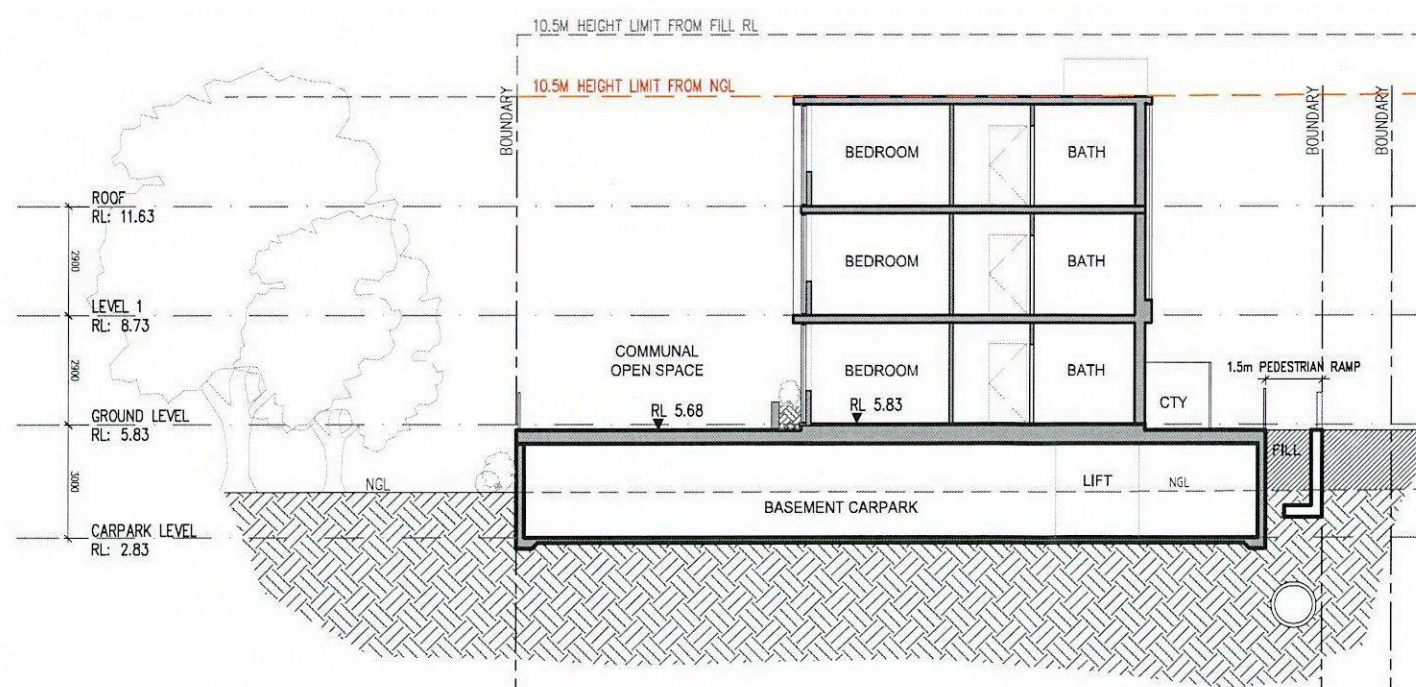 10.5M HEIGHT LIMIT FROM FILL RL
10.5M HEIGHT LIMIT FROM NGL
BOUNDARY
BOUNDARY
BOUNDARY
BEDROOM
BATH
ROOF
RL: 11.63
2900
BEDROOM
BATH
LEVEL 1
RL: 8.73
2900
COMMUNAL
OPEN SPACE
BEDROOM
BATH
1.5m PEDESTRIAN RAMP
RL 5.68
RL 5.83
CTY
GROUND LEVEL
RL: 5.83
FILL
3000
NGL
LIFT
NGL
BASEMENT CARPARK
CARPARK LEVEL
RL: 2.83